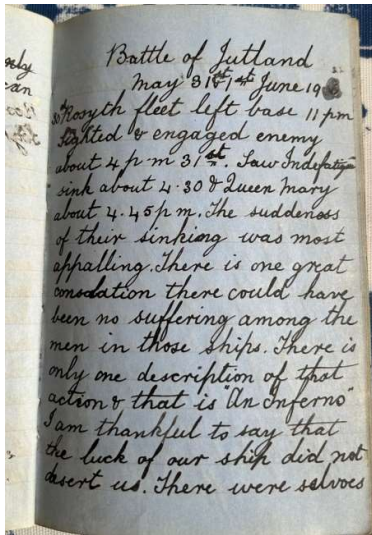 only
can
Battle of Jutland
May 31st 1st June 19
30th Rosyth fleet left base 11 pm
Sighted & engaged enemy
about 4 p.m 31st. Saw Indefatig
sink about 4.30 & Queen Mary
about 4.45 p m. The suddeness
of their sinking was most
appalling. There is one great
consolation there could have
been no suffering among the
men in those ships. There is
only one description of that
action & that is An Inferno"
I am thankful to say that
the luck of our ship did not
desert us. There were salvoes